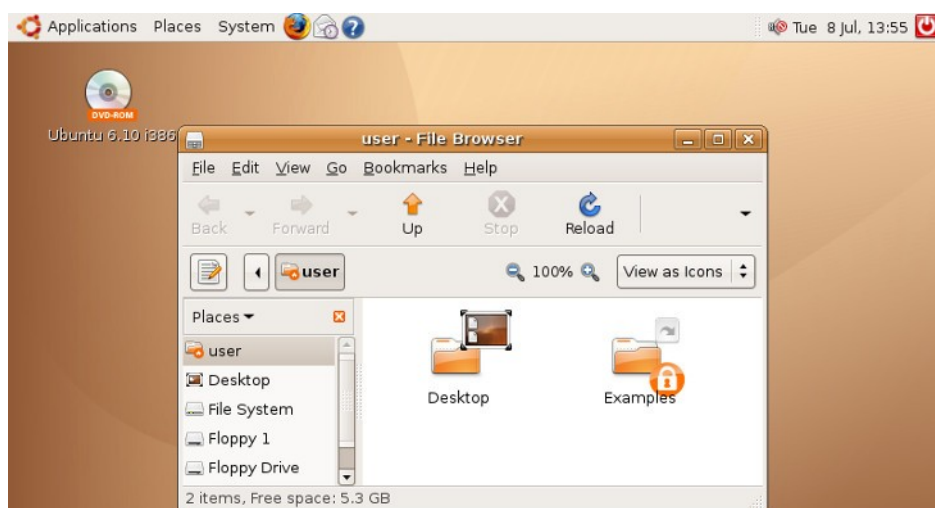 Applications Places System Tue 8 Jul, 13:55
DVD-ROM
Ubuntu 6.10 i386
user - File Browser
File Edit View Go Bookmarks Help
Back Forward Up Stop Reload
user 100% View as Icons
Places
user
Desktop
File System
Floppy 1
Floppy Drive
Desktop
Examples
2 items, Free space: 5.3 GB